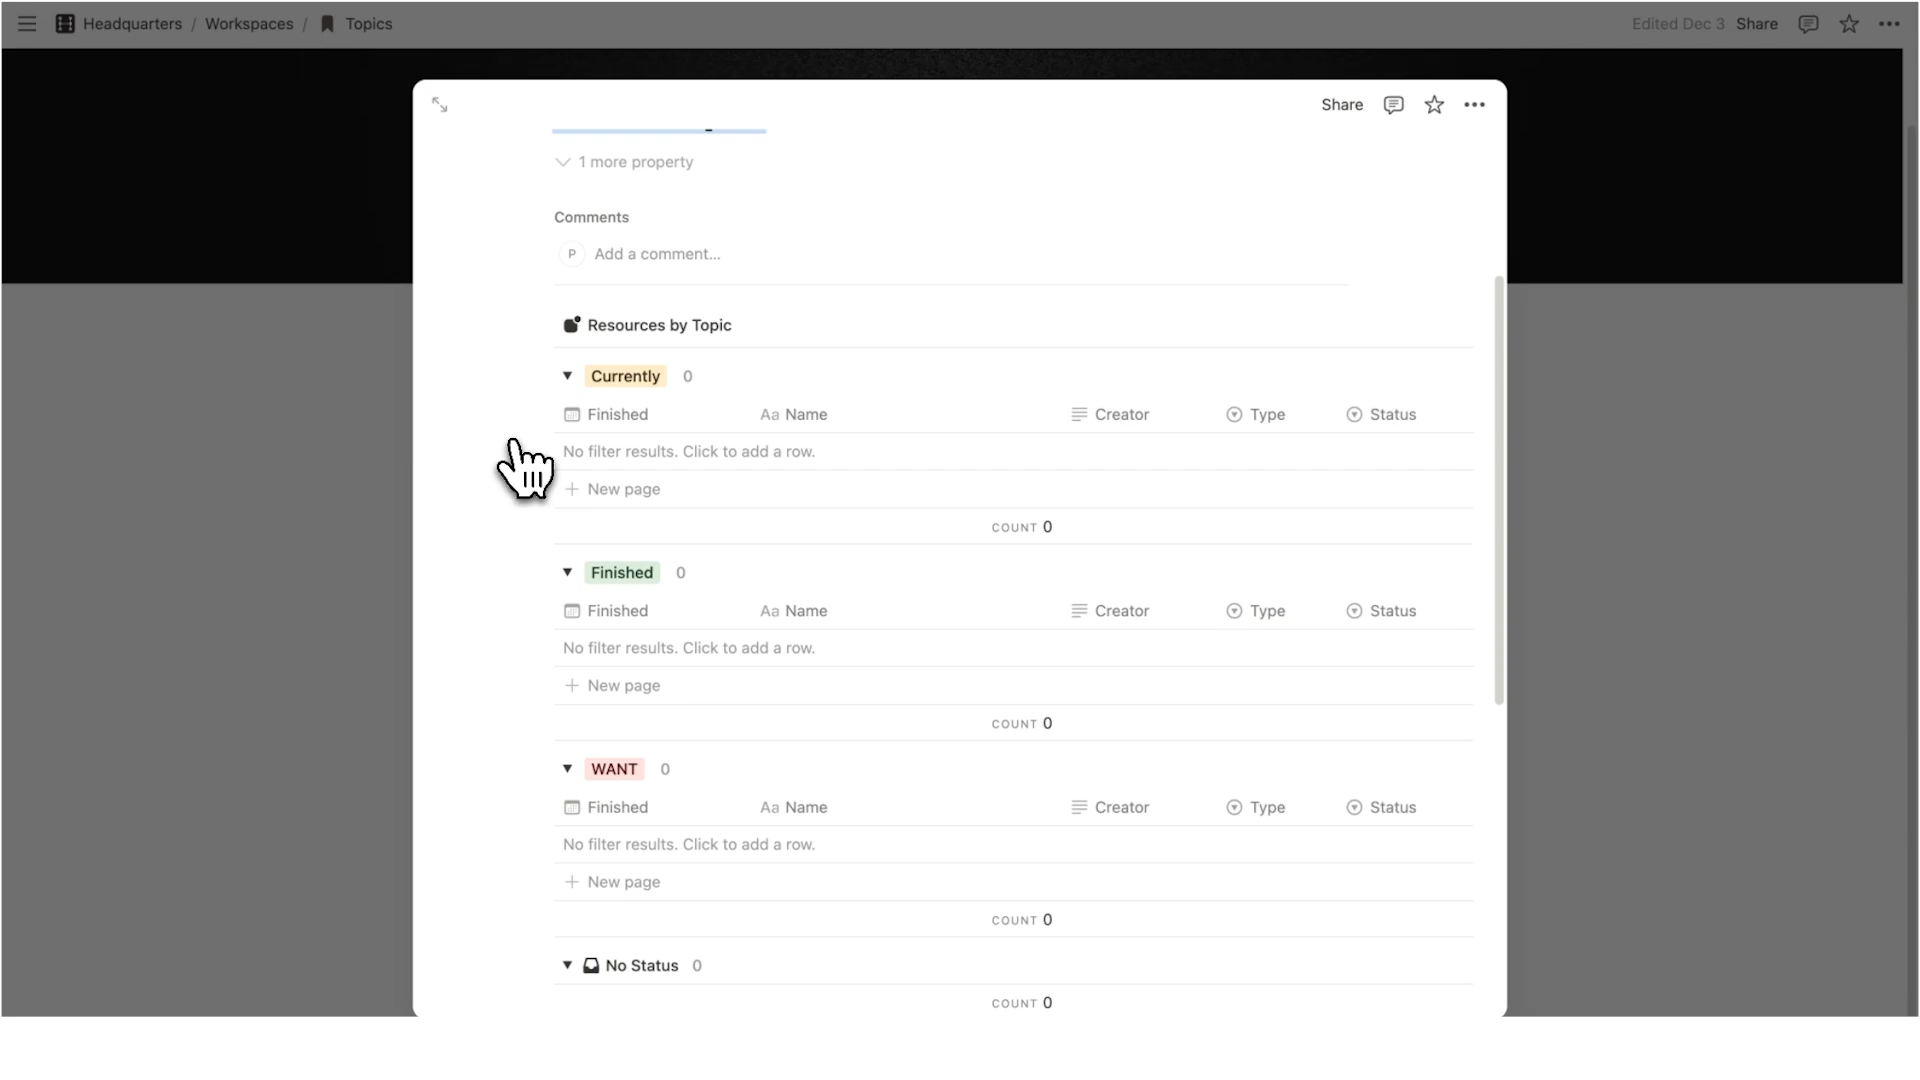 Headquarters / Workspaces / Topics
Edited Dec 3 Share
Share
1 more property
Comments
P Add a comment...
Resources by Topic
Currently 0
Finished Aa Name Creator Type Status
No filter results. Click to add a row.
+ New page
COUNT 0
Finished 0
Finished Aa Name Creator Type Status
No filter results. Click to add a row.
+ New page
COUNT 0
WANT 0
Finished Aa Name Creator Type Status
No filter results. Click to add a row.
+ New page
COUNT 0
No Status 0
COUNT 0